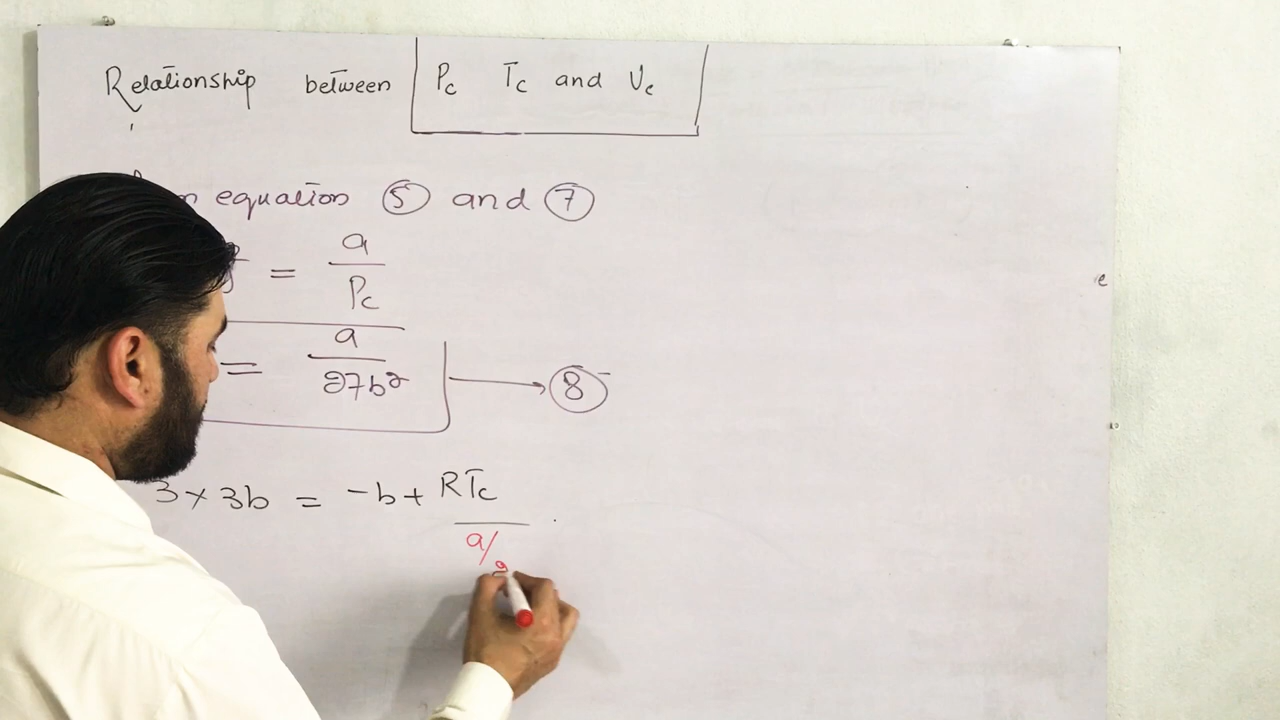 Relationship between Pc Tc and Vc
equation 5 and 7
= a/Pc
= a/27b² → 8
3 × 3b = -b + RTc
a/